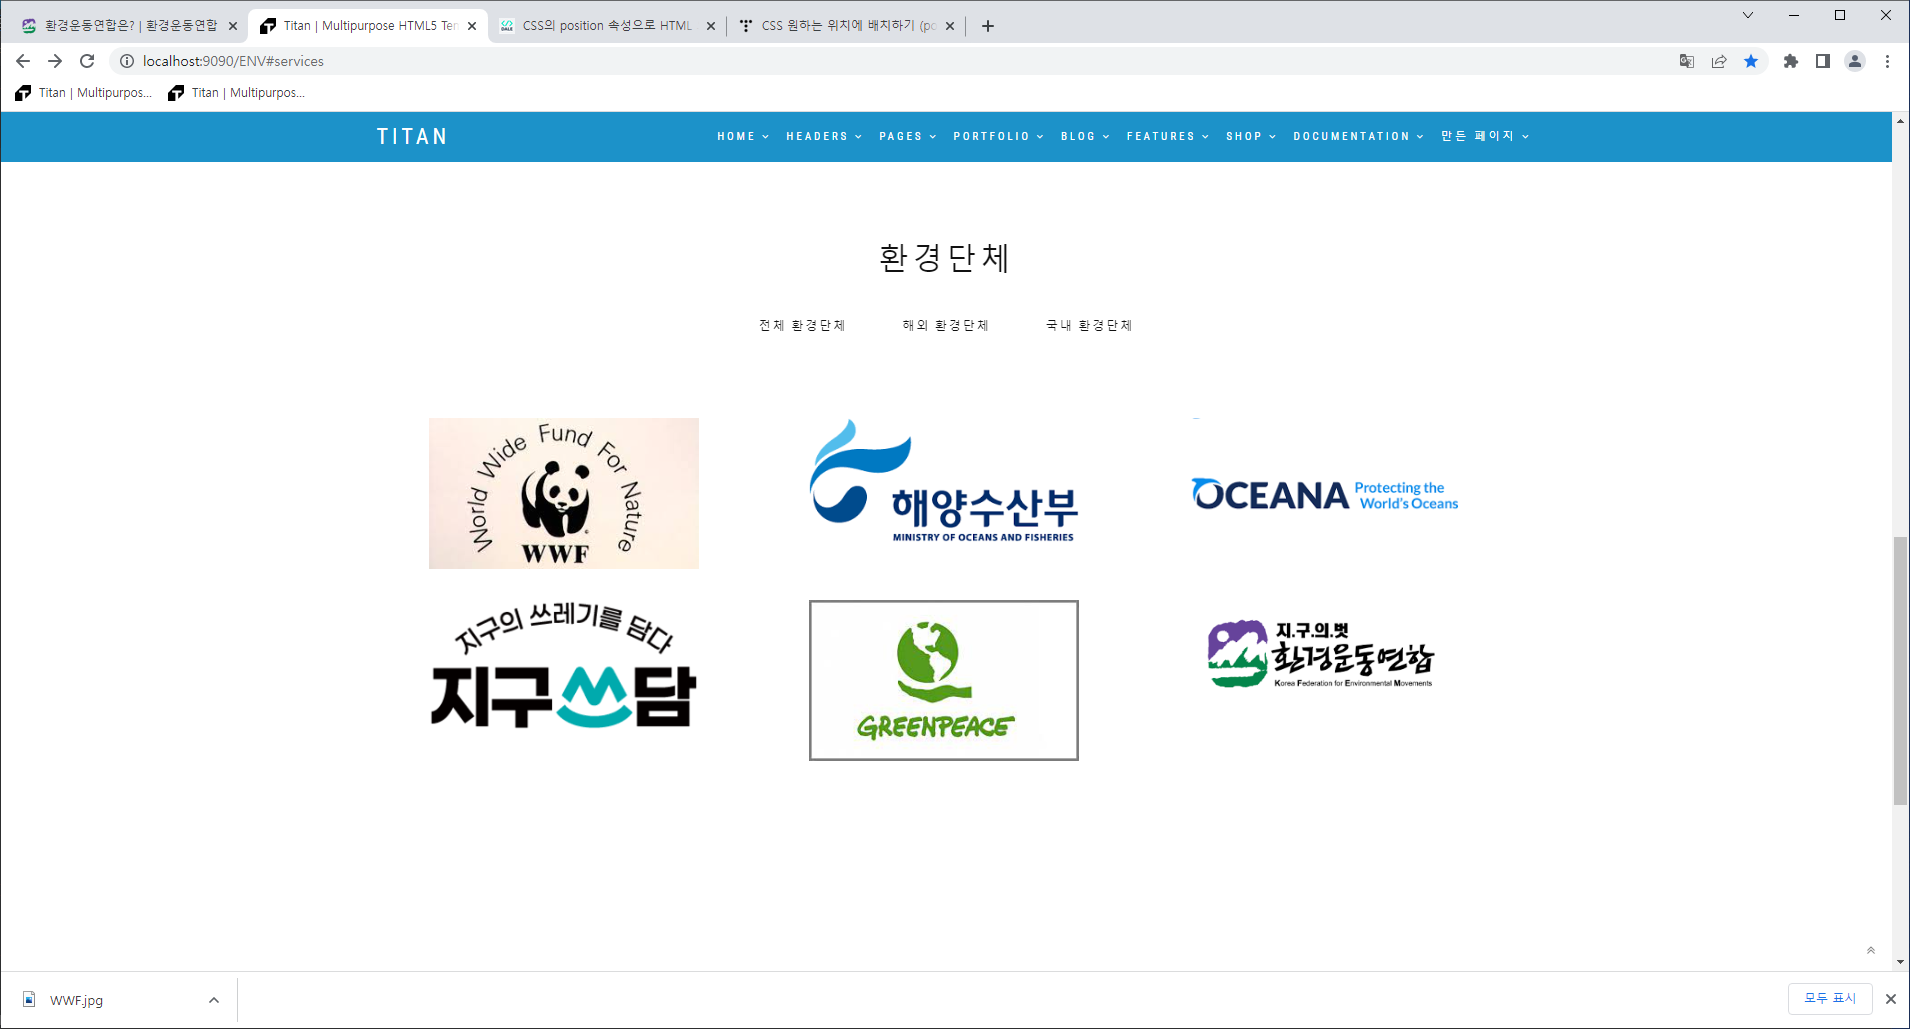 환경운동연합은? | 환경운동연합
Titan | Multipurpose HTML5 Tem
CSS의 position 속성으로 HTML
CSS 원하는 위치에 배치하기 (po
localhost:9090/ENV#services
Titan | Multipurpos...
Titan | Multipurpos...
TITAN
HOME
HEADERS
PAGES
PORTFOLIO
BLOG
FEATURES
SHOP
DOCUMENTATION
만든 페이지
환경단체
전체 환경단체
해외 환경단체
국내 환경단체
World Wide Fund For Nature
WWF
해양수산부
MINISTRY OF OCEANS AND FISHERIES
OCEANA
Protecting the
World's Oceans
지구의 쓰레기를 담다
지구쓰담
GREENPEACE
지.구.의.벗
환경운동연합
Korea Federation for Environmental Movements
WWF.jpg
모두 표시